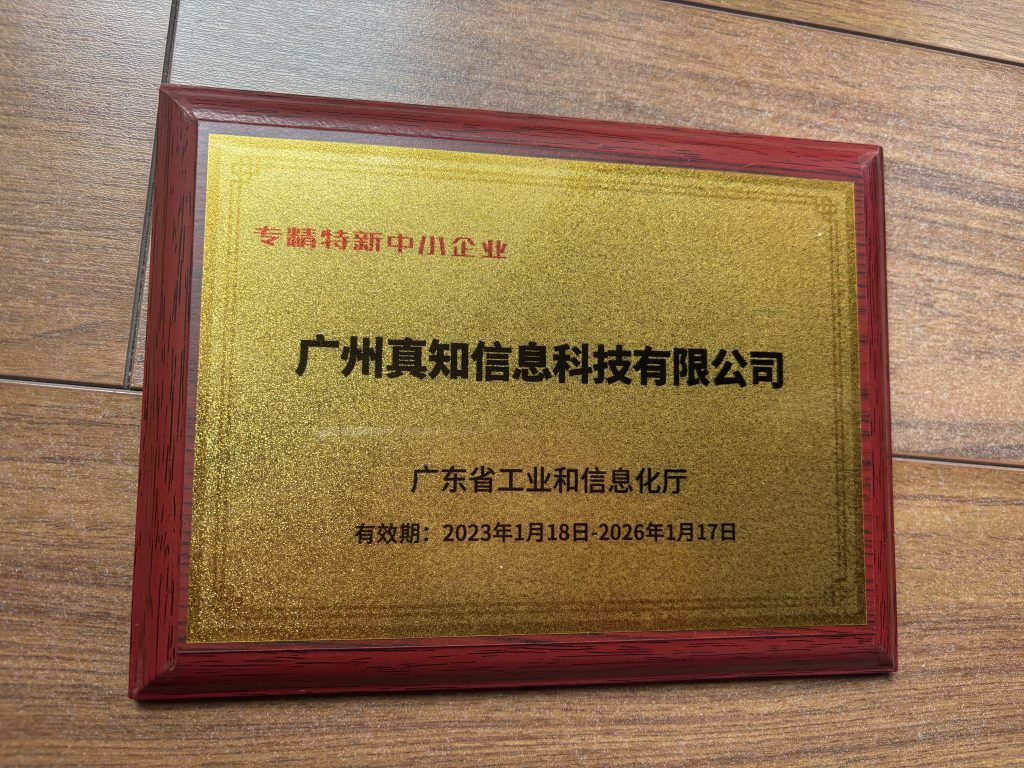 专精特新中小企业
广州真知信息科技有限公司
广东省工业和信息化厅
有效期：2023年1月18日-2026年1月17日